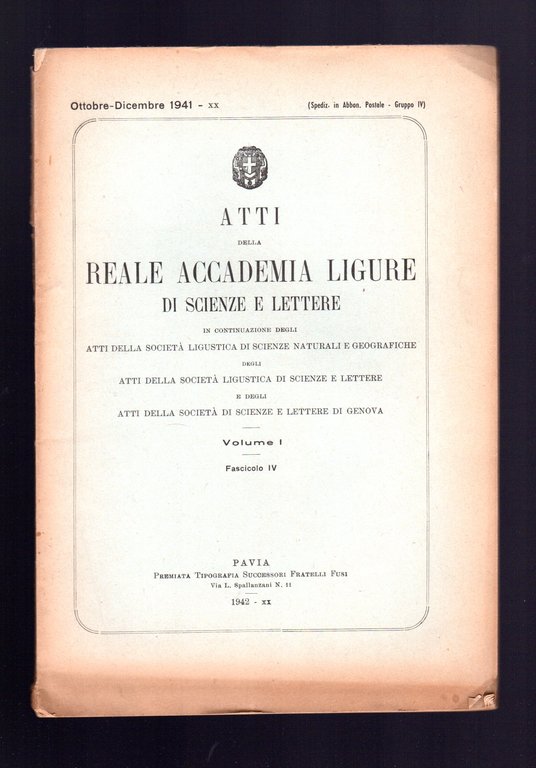 Ottobre-Dicembre 1941 - XX
(Spediz. in Abbon. Postale - Gruppo IV)
ATTI
DELLA
REALE ACCADEMIA LIGURE
DI SCIENZE E LETTERE
IN CONTINUAZIONE DEGLI
ATTI DELLA SOCIETÀ LIGUSTICA DI SCIENZE NATURALI E GEOGRAFICHE
DEGLI
ATTI DELLA SOCIETÀ LIGUSTICA DI SCIENZE E LETTERE
E DEGLI
ATTI DELLA SOCIETÀ DI SCIENZE E LETTERE DI GENOVA
Volume I
Fascicolo IV
PAVIA
PREMIATA TIPOGRAFIA SUCCESSORI FRATELLI FUSI
Via L. Spallanzani N. 11
1942 - XX